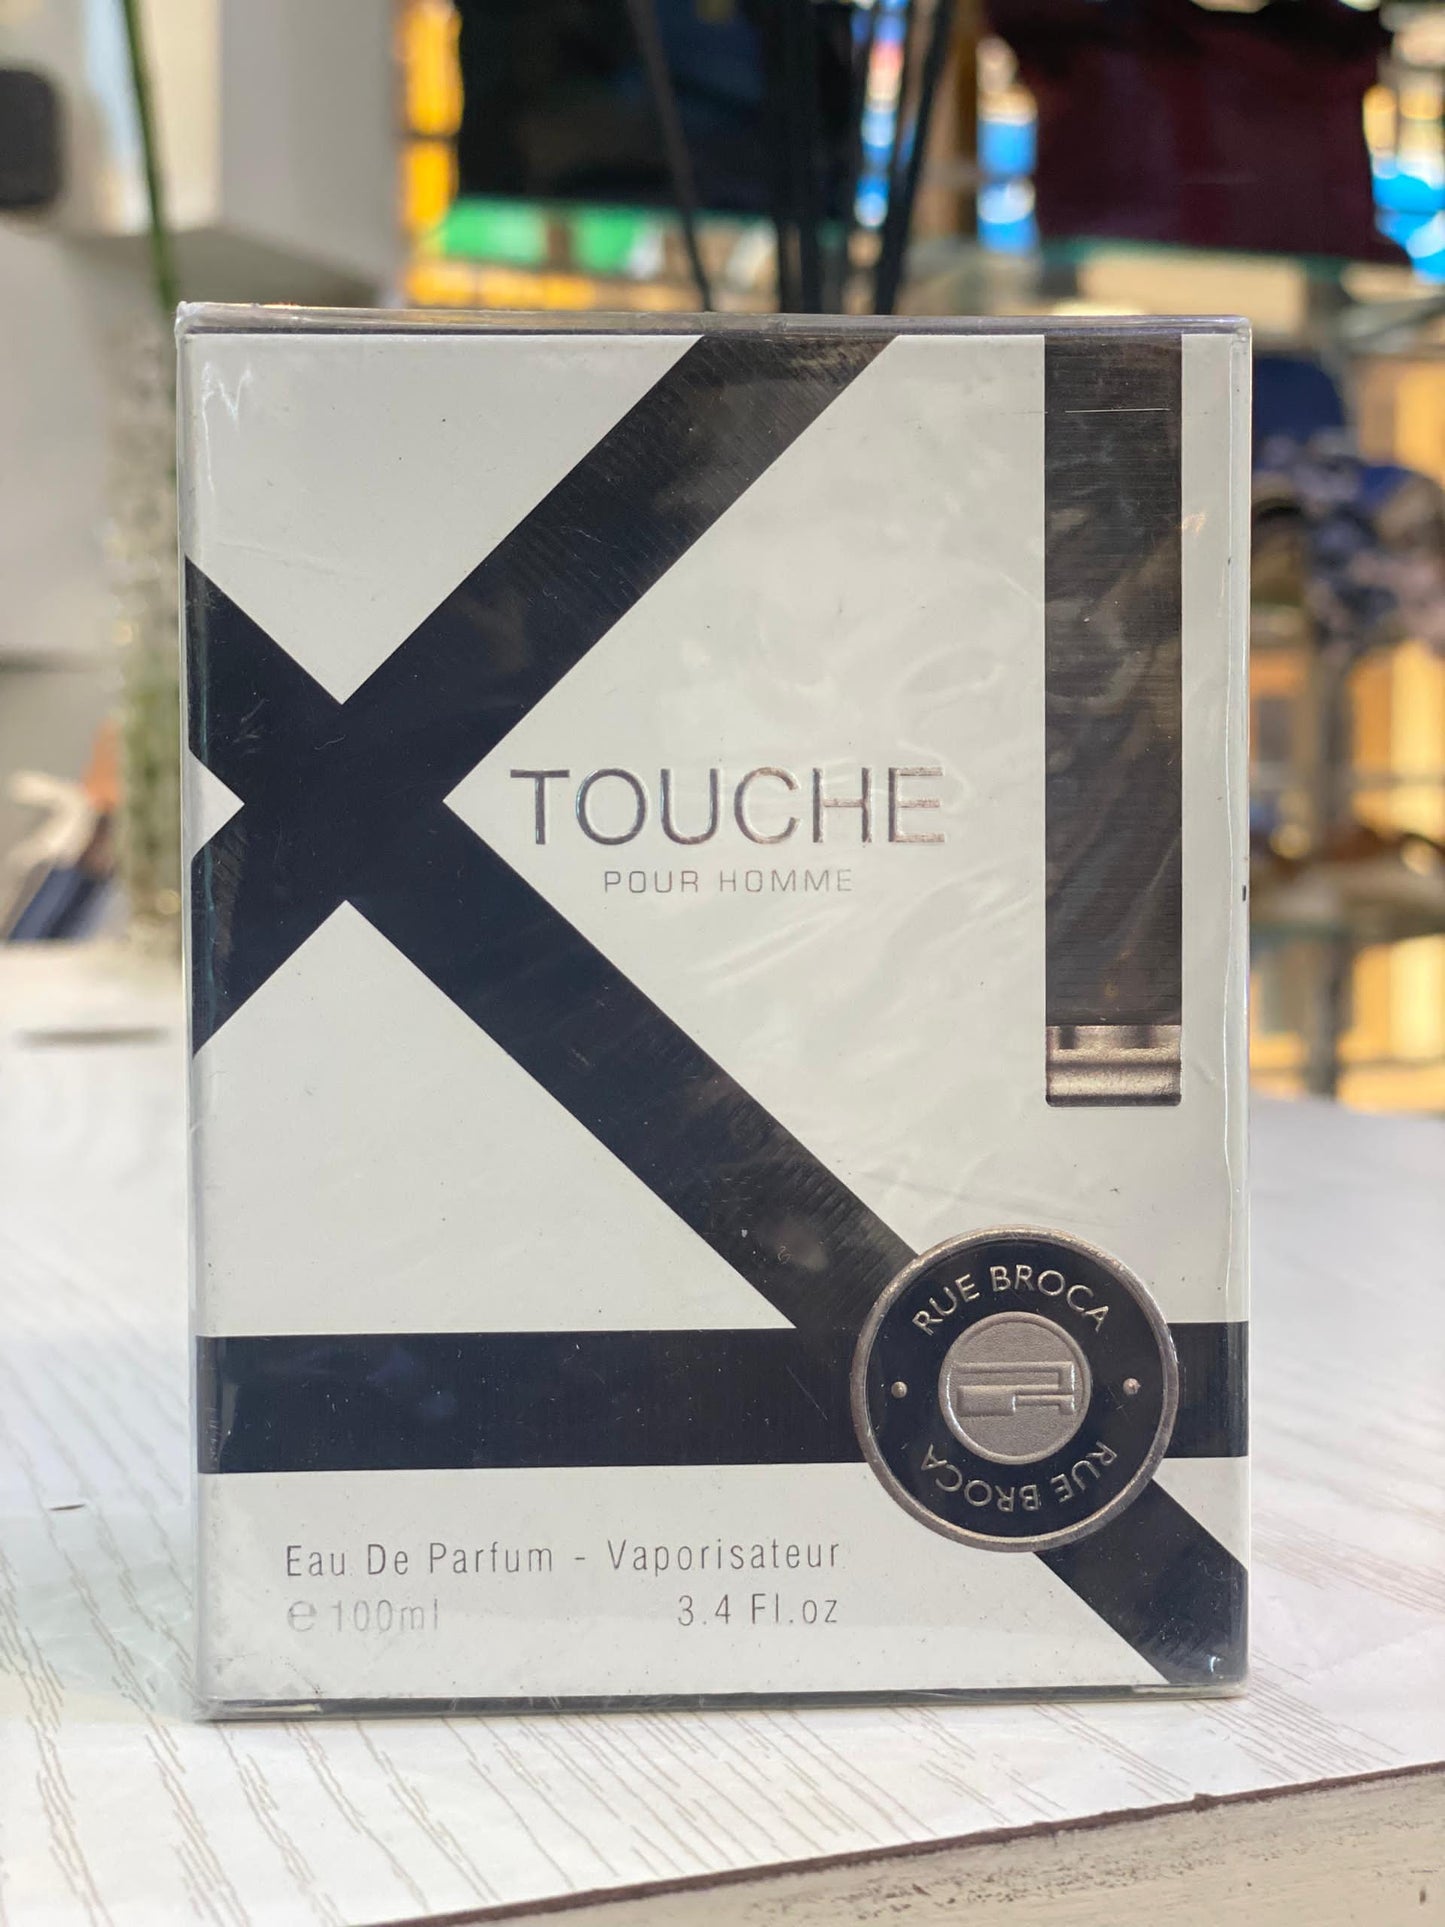 TOUCHE
POUR HOMME
RUE BROCA
RUE BROCA
Eau De Parfum - Vaporisateur
e 100ml 3.4 Fl.oz